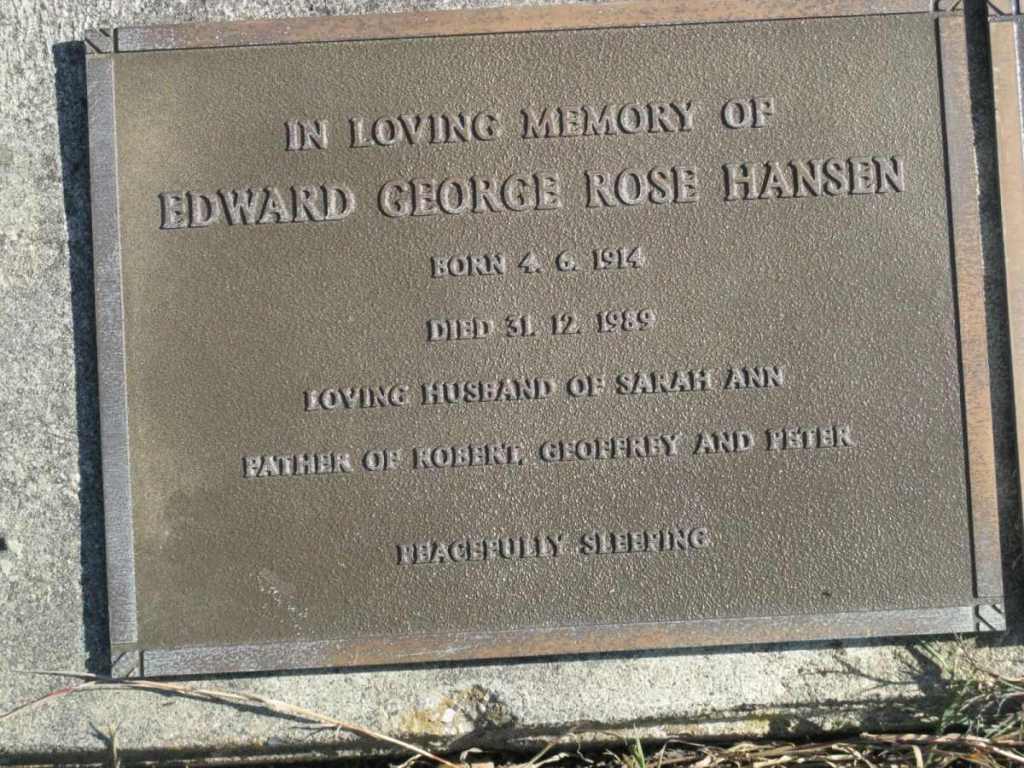 IN LOVING MEMORY OF
EDWARD GEORGE ROSE HANSEN
BORN 4. 6. 1914
DIED 31. 12. 1989
LOVING HUSBAND OF SARAH ANN
FATHER OF ROBERT, GEOFFREY AND PETER
PEACEFULLY SLEEPING